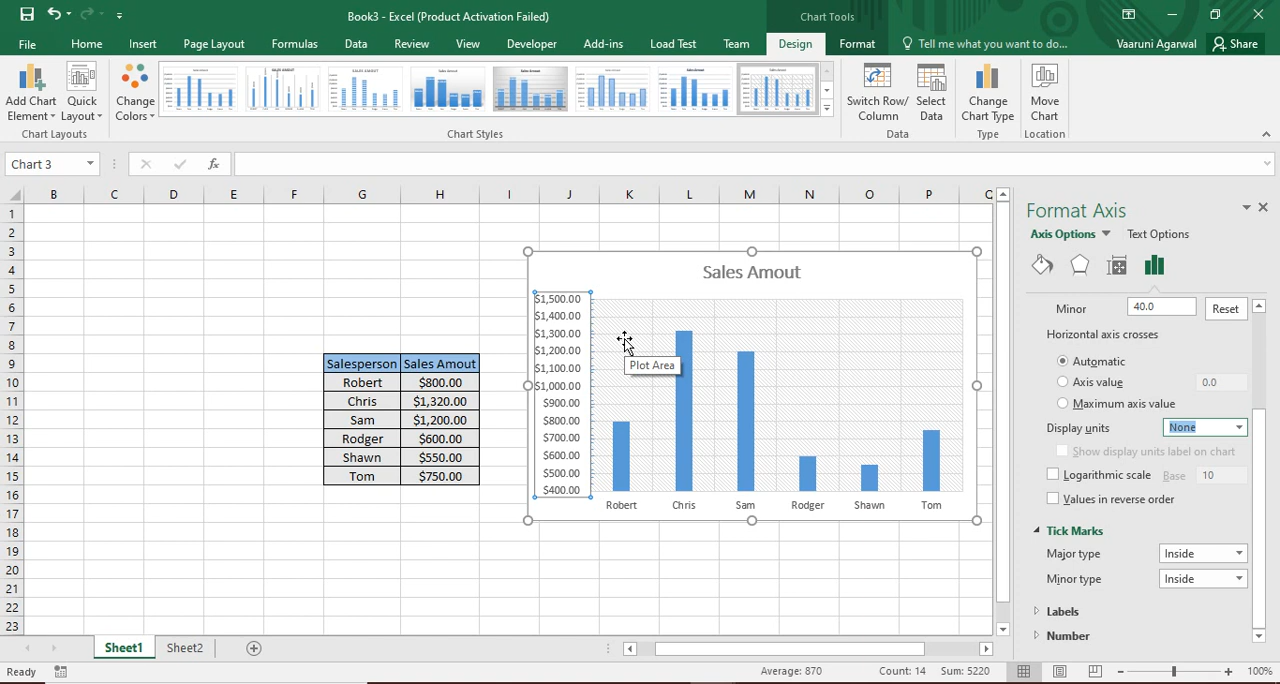 Book3 - Excel (Product Activation Failed)
Chart Tools
File Home Insert Page Layout Formulas Data Review View Developer Add-ins Load Test Team Design Format Tell me what you want to do... Vaaruni Agarwal Share
Add Chart Element
Quick Layout
Change Colors
Switch Row/ Column
Select Data
Change Chart Type
Move Chart
Chart Layouts Chart Styles Data Type Location
Chart 3 fx
B C D E F G H I J K L M N O P Q
1
2
3
4
5
6
7
8
9 Salesperson Sales Amout
10 Robert $800.00
11 Chris $1,320.00
12 Sam $1,200.00
13 Rodger $600.00
14 Shawn $550.00
15 Tom $750.00
16
17
18
19
20
21
22
23
Sales Amout
$1,500.00
$1,400.00
$1,300.00
$1,200.00
$1,100.00
$1,000.00
$900.00
$800.00
$700.00
$600.00
$500.00
$400.00
Plot Area
Robert Chris Sam Rodger Shawn Tom
Format Axis
Axis Options Text Options
Minor 40.0 Reset
Horizontal axis crosses
Automatic
Axis value 0.0
Maximum axis value
Display units None
Show display units label on chart
Logarithmic scale Base 10
Values in reverse order
Tick Marks
Major type Inside
Minor type Inside
Labels
Number
Sheet1 Sheet2
Ready Average: 870 Count: 14 Sum: 5220 100%